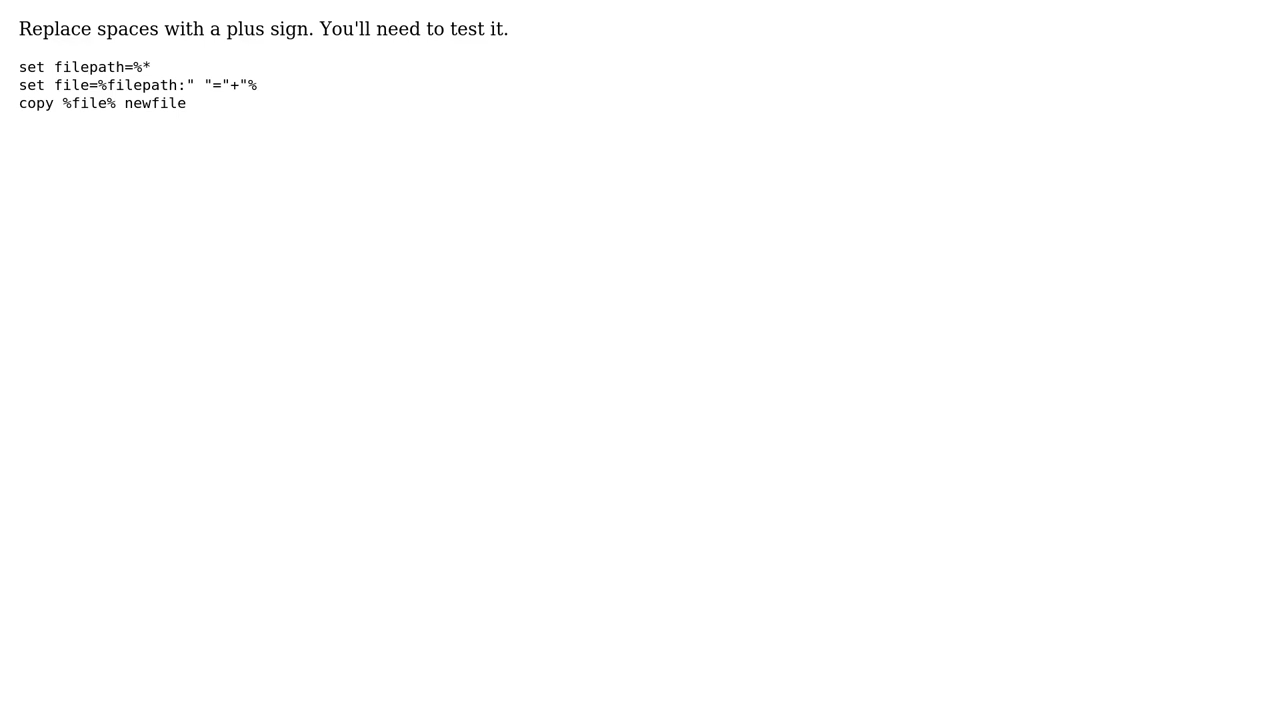 Replace spaces with a plus sign. You'll need to test it.
set filepath=%*
set file=%filepath:" "="+"%
copy %file% newfile